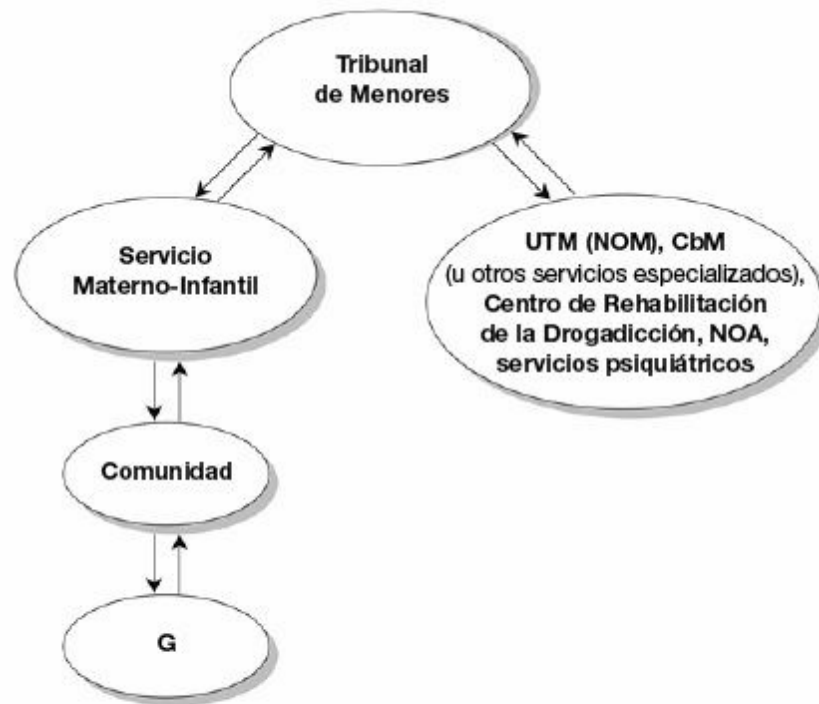 Tribunal
de Menores
Servicio
Materno-Infantil
UTM (NOM), CbM
(u otros servicios especializados),
Centro de Rehabilitación
de la Drogadicción, NOA,
servicios psiquiátricos
Comunidad
G